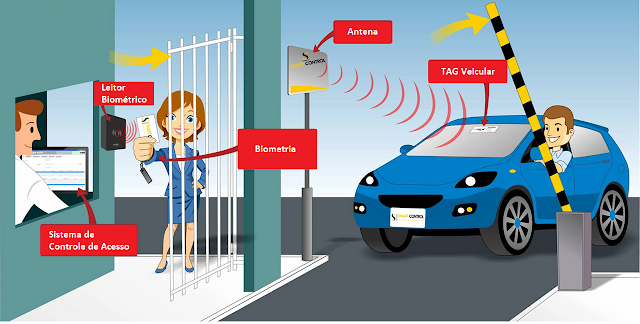 Antena
CONTROL
TAG Veicular
Leitor
Biométrico
Biometria
Sistema de
Controle de Acesso
CONTROL